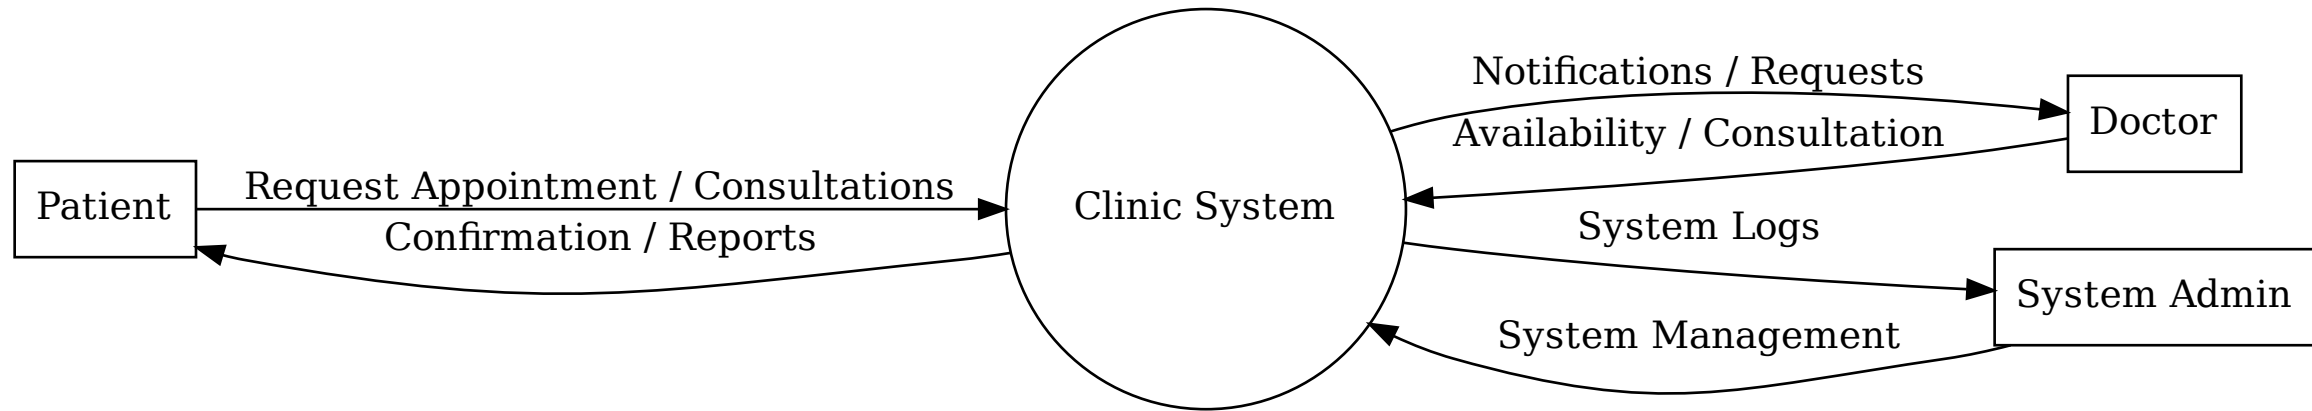 Patient
Request Appointment / Consultations
Confirmation / Reports
Clinic System
Notifications / Requests
Availability / Consultation
Doctor
System Logs
System Admin
System Management